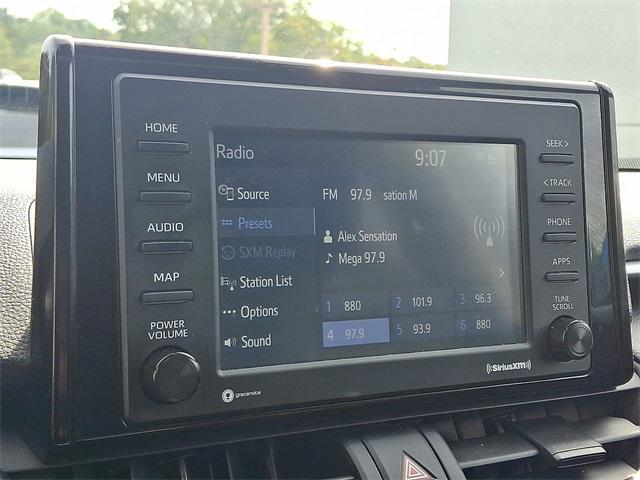 HOME
MENU
AUDIO
MAP
POWER
VOLUME
Radio
9:07
Source
FM 97.9 sation M
Presets
Alex Sensation
SXM Replay
Mega 97.9
Station List
Options
Sound
1 880
2 101.9
3 96.3
4 97.9
5 93.9
6 880
SEEK >
< TRACK
PHONE
APPS
TUNE
SCROLL
gracenote
((SiriusXM))